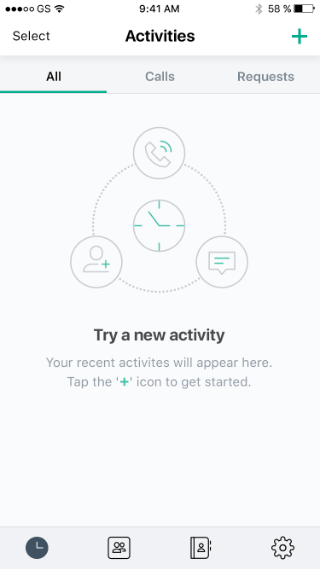 GS 9:41 AM 58 %
Select Activities +
All Calls Requests
Try a new activity
Your recent activites will appear here.
Tap the '+' icon to get started.